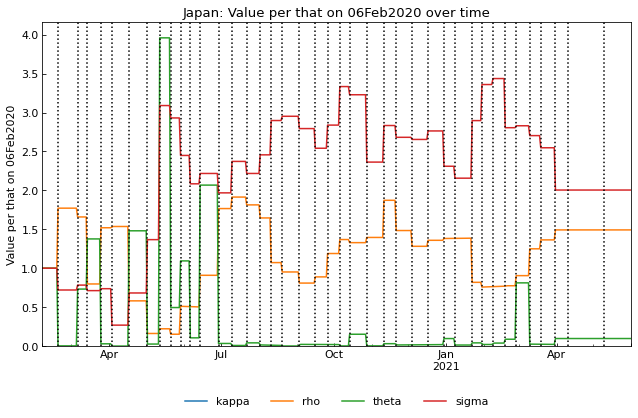 Japan: Value per that on 06Feb2020 over time
Value per that on 06Feb2020
4.0
3.5
3.0
2.5
2.0
1.5
1.0
0.5
0.0
Apr Jul Oct Jan Apr
2021
kappa rho theta sigma